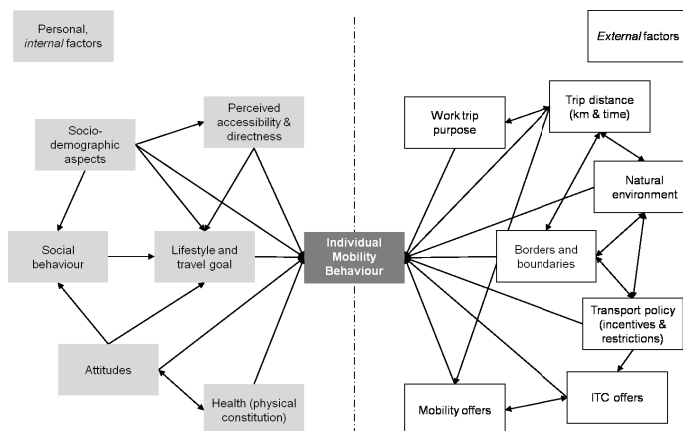 Personal,
internal factors
External factors
Perceived
accessibility &
directness
Socio-
demographic
aspects
Work trip
purpose
Trip distance
(km & time)
Natural
environment
Social
behaviour
Lifestyle and
travel goal
Individual
Mobility
Behaviour
Borders and
boundaries
Transport policy
(incentives &
restrictions)
Attitudes
Health (physical
constitution)
Mobility offers
ITC offers